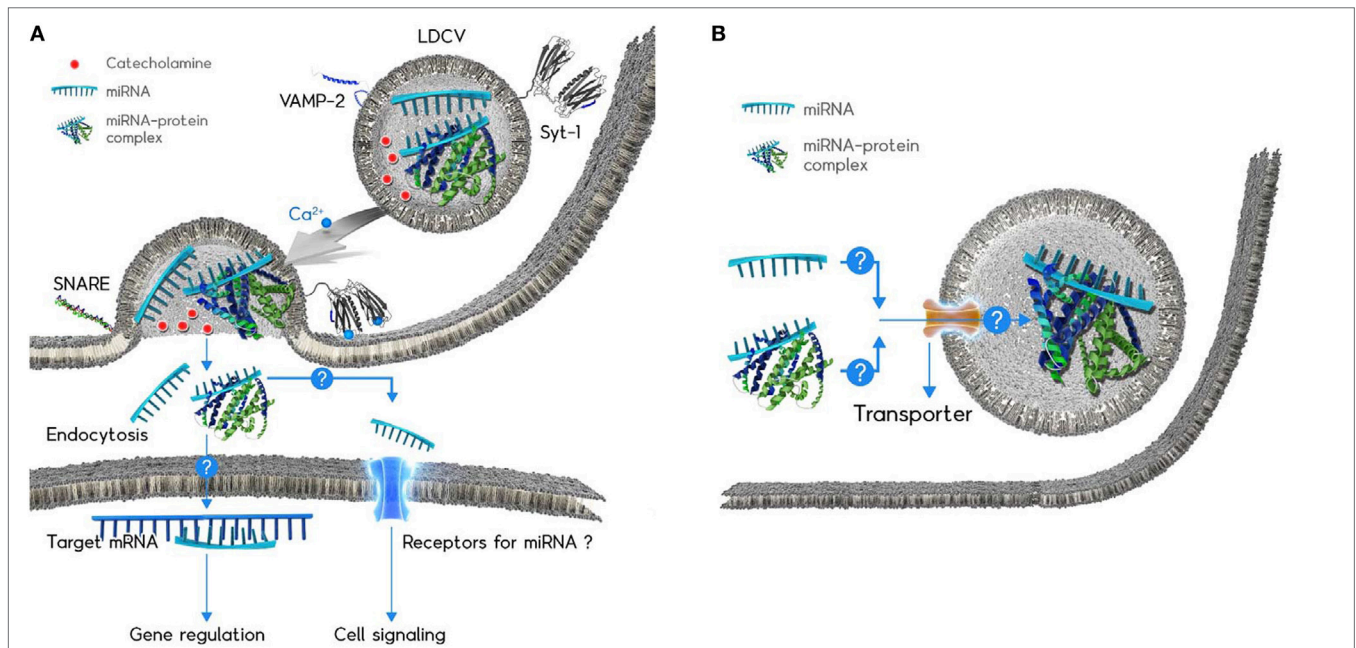 A
Catecholamine
miRNA
miRNA-protein
complex
LDCV
VAMP-2
Syt-1
Ca2+
SNARE
?
Endocytosis
?
Target mRNA
Receptors for miRNA ?
Gene regulation
Cell signaling
B
miRNA
miRNA-protein
complex
?
?
?
Transporter